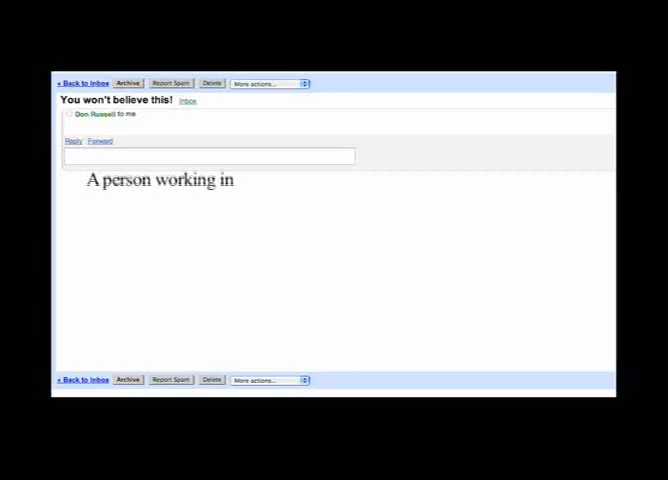 « Back to Inbox Archive Report Spam Delete More actions...
You won't believe this! Inbox
Don Russell to me
Reply Forward
A person working in
« Back to Inbox Archive Report Spam Delete More actions...